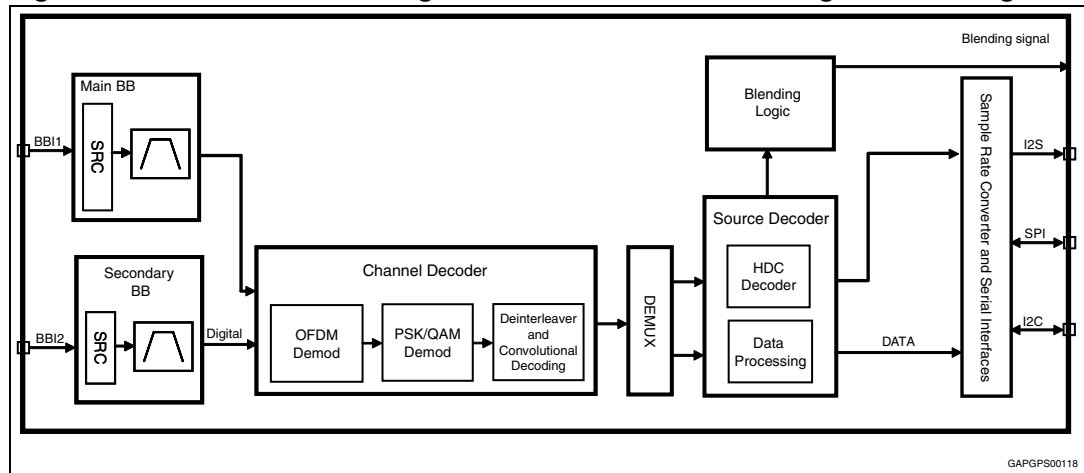 Blending signal
Main BB
SRC
BBI1
Blending
Logic
Sample Rate Converter and Serial Interfaces
I2S
SPI
I2C
Secondary
BB
SRC
BBI2
Digital
Channel Decoder
OFDM
Demod
PSK/QAM
Demod
Deinterleaver
and
Convolutional
Decoding
DEMUX
Source Decoder
HDC
Decoder
Data
Processing
DATA
GAPGPS00118